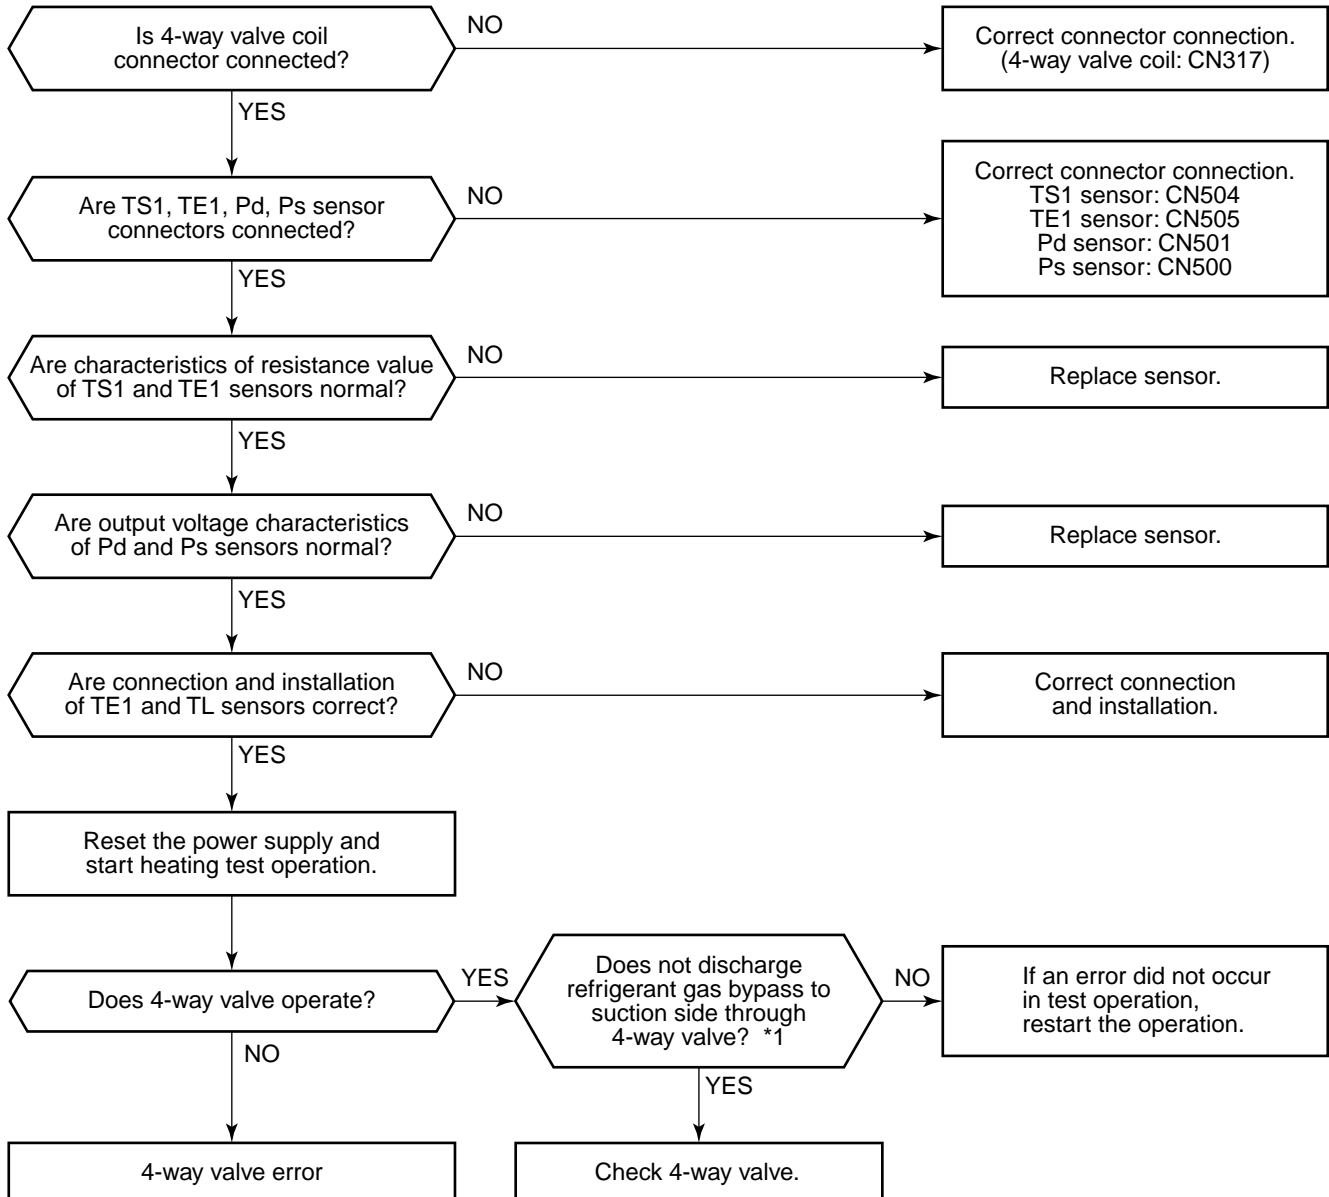 Is 4-way valve coil
connector connected?
NO
Correct connector connection.
(4-way valve coil: CN317)
YES
Are TS1, TE1, Pd, Ps sensor
connectors connected?
NO
Correct connector connection.
TS1 sensor: CN504
TE1 sensor: CN505
Pd sensor: CN501
Ps sensor: CN500
YES
Are characteristics of resistance value
of TS1 and TE1 sensors normal?
NO
Replace sensor.
YES
Are output voltage characteristics
of Pd and Ps sensors normal?
NO
Replace sensor.
YES
Are connection and installation
of TE1 and TL sensors correct?
NO
Correct connection
and installation.
YES
Reset the power supply and
start heating test operation.
Does 4-way valve operate?
YES
Does not discharge
refrigerant gas bypass to
suction side through
4-way valve? *1
NO
If an error did not occur
in test operation,
restart the operation.
NO
YES
4-way valve error
Check 4-way valve.